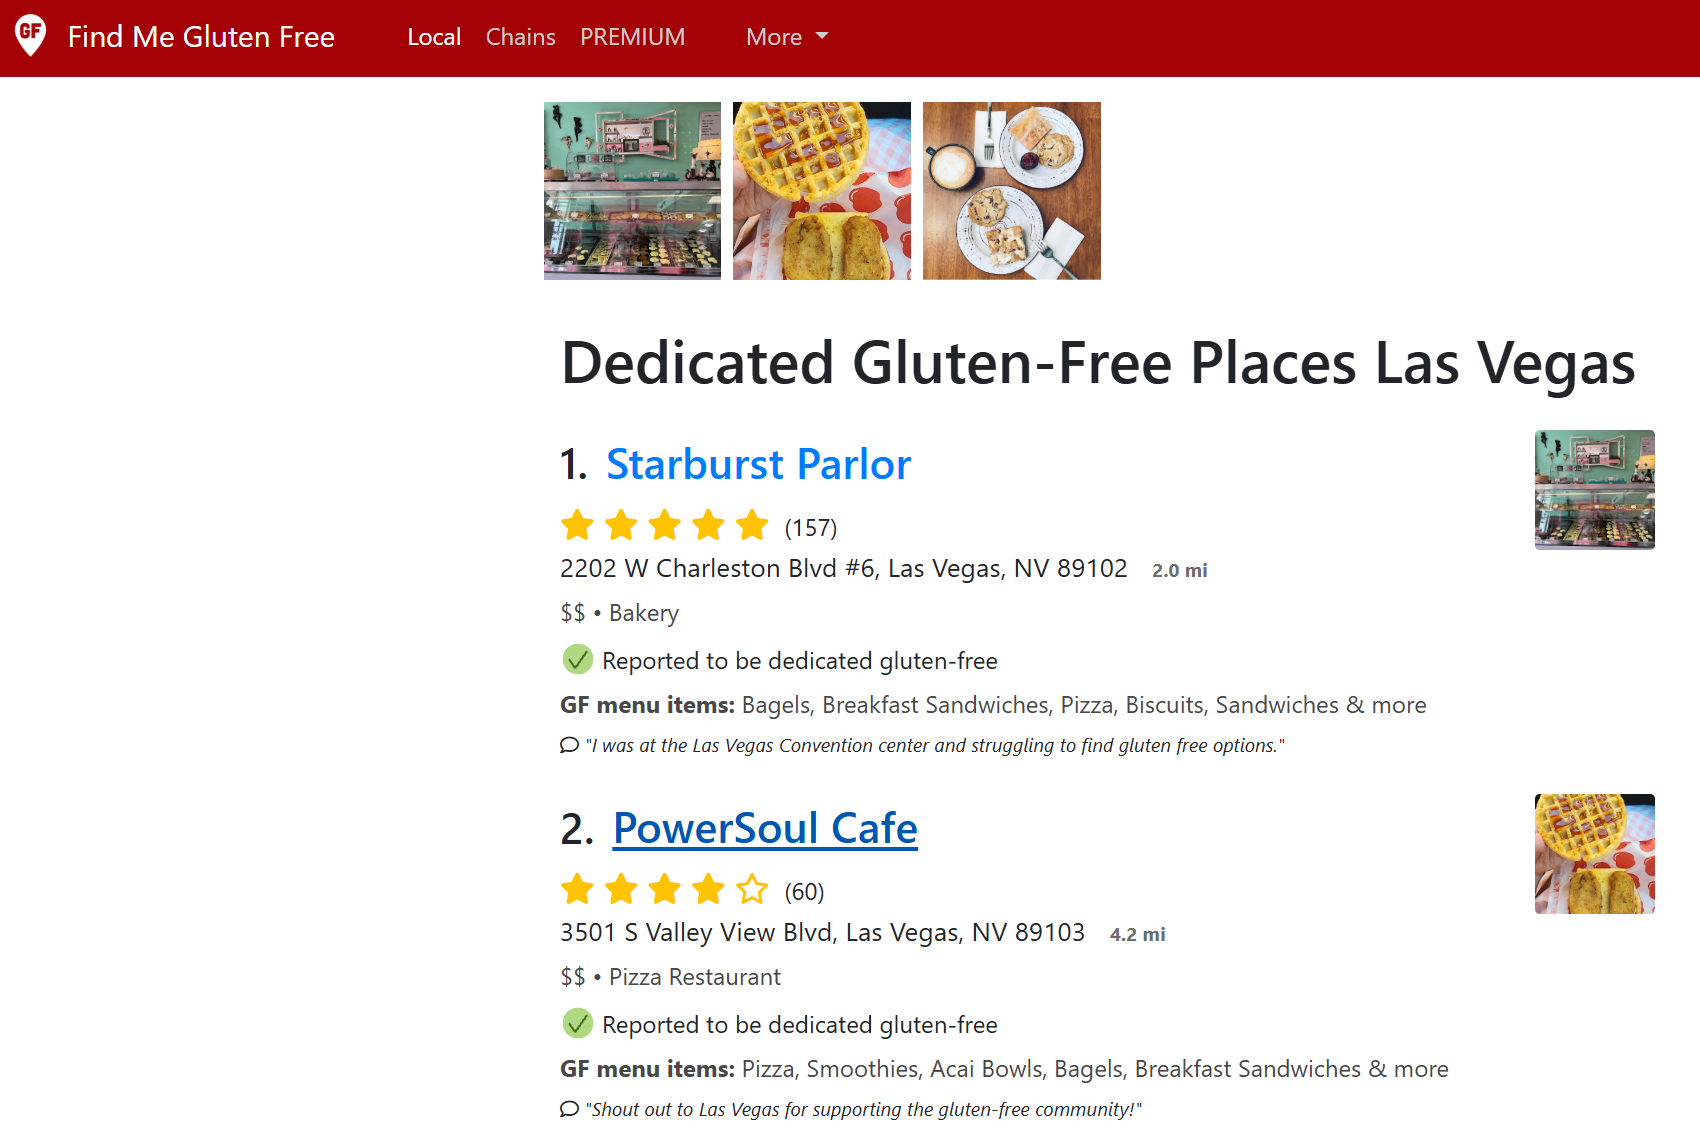 GF Find Me Gluten Free Local Chains PREMIUM More
Dedicated Gluten-Free Places Las Vegas
1. Starburst Parlor
(157)
2202 W Charleston Blvd #6, Las Vegas, NV 89102 2.0 mi
$$ • Bakery
Reported to be dedicated gluten-free
GF menu items: Bagels, Breakfast Sandwiches, Pizza, Biscuits, Sandwiches & more
"I was at the Las Vegas Convention center and struggling to find gluten free options."
2. PowerSoul Cafe
(60)
3501 S Valley View Blvd, Las Vegas, NV 89103 4.2 mi
$$ • Pizza Restaurant
Reported to be dedicated gluten-free
GF menu items: Pizza, Smoothies, Acai Bowls, Bagels, Breakfast Sandwiches & more
"Shout out to Las Vegas for supporting the gluten-free community!"